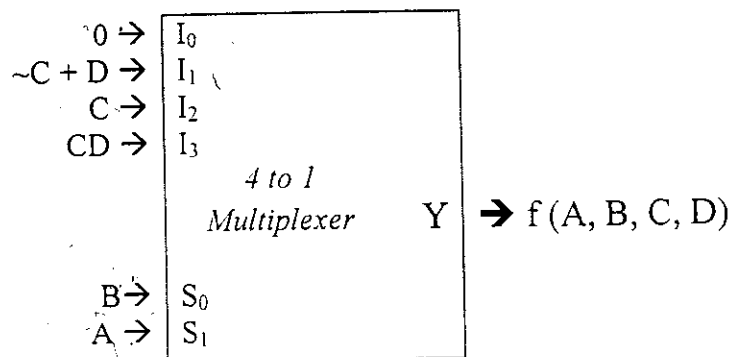 0 → I₀
~C + D → I₁
C → I₂
CD → I₃
4 to 1
Multiplexer
Y → f (A, B, C, D)
B → S₀
A → S₁